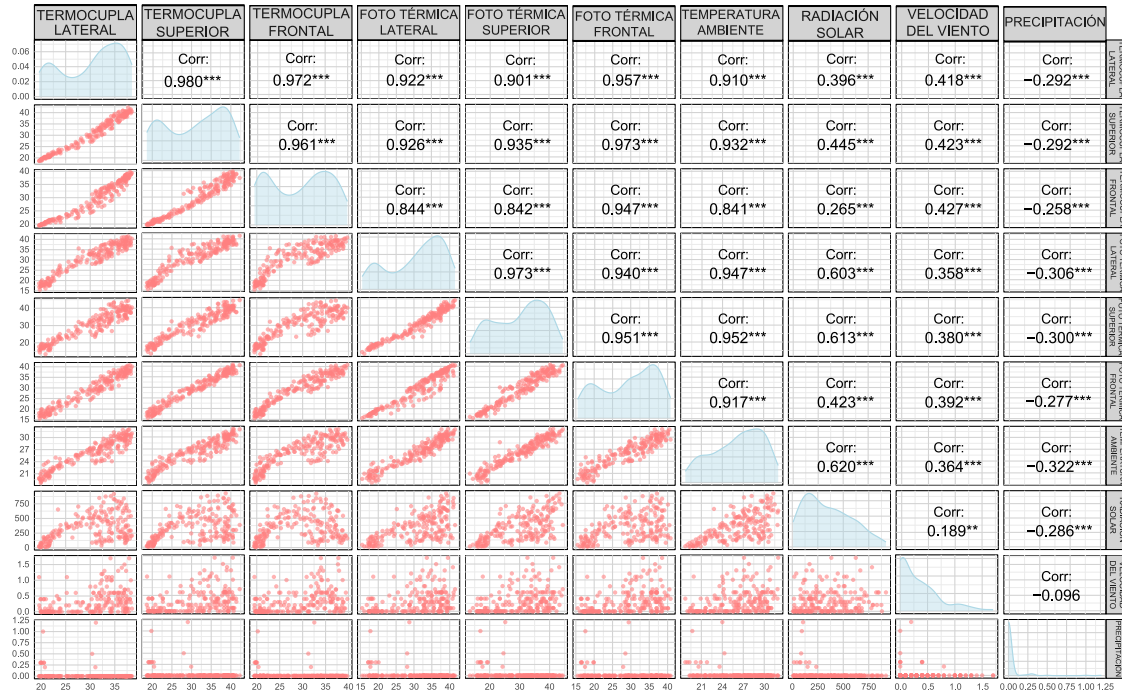 TERMOCUPLA LATERAL
TERMOCUPLA SUPERIOR
TERMOCUPLA FRONTAL
FOTO TÉRMICA LATERAL
FOTO TÉRMICA SUPERIOR
FOTO TÉRMICA FRONTAL
TEMPERATURA AMBIENTE
RADIACIÓN SOLAR
VELOCIDAD DEL VIENTO
PRECIPITACIÓN
0.06
0.04
0.02
0.00
Corr: 0.980***
Corr: 0.972***
Corr: 0.922***
Corr: 0.901***
Corr: 0.957***
Corr: 0.910***
Corr: 0.396***
Corr: 0.418***
Corr: −0.292***
LATERAL
40
35
30
25
20
Corr: 0.961***
Corr: 0.926***
Corr: 0.935***
Corr: 0.973***
Corr: 0.932***
Corr: 0.445***
Corr: 0.423***
Corr: −0.292***
SUPERIOR
40
35
30
25
20
Corr: 0.844***
Corr: 0.842***
Corr: 0.947***
Corr: 0.841***
Corr: 0.265***
Corr: 0.427***
Corr: −0.258***
FRONTAL
40
35
30
25
20
15
Corr: 0.973***
Corr: 0.940***
Corr: 0.947***
Corr: 0.603***
Corr: 0.358***
Corr: −0.306***
LATERAL
40
30
20
Corr: 0.951***
Corr: 0.952***
Corr: 0.613***
Corr: 0.380***
Corr: −0.300***
SUPERIOR
40
35
30
25
20
15
Corr: 0.917***
Corr: 0.423***
Corr: 0.392***
Corr: −0.277***
FRONTAL
30
27
24
21
Corr: 0.620***
Corr: 0.364***
Corr: −0.322***
AMBIENTE
750
500
250
0
Corr: 0.189**
Corr: −0.286***
SOLAR
1.5
1.0
0.5
0.0
Corr: −0.096
DEL VIENTO
1.25
1.00
0.75
0.50
0.25
0.00
PRECIPITACIÓN
20 25 30 35
20 25 30 35 40
20 25 30 35 40
15 20 25 30 35 40
20 30 40
15 20 25 30 35 40
21 24 27 30
0 250 500 750
0.0 0.5 1.0 1.5
0.00 0.25 0.50 0.75 1.00 1.25